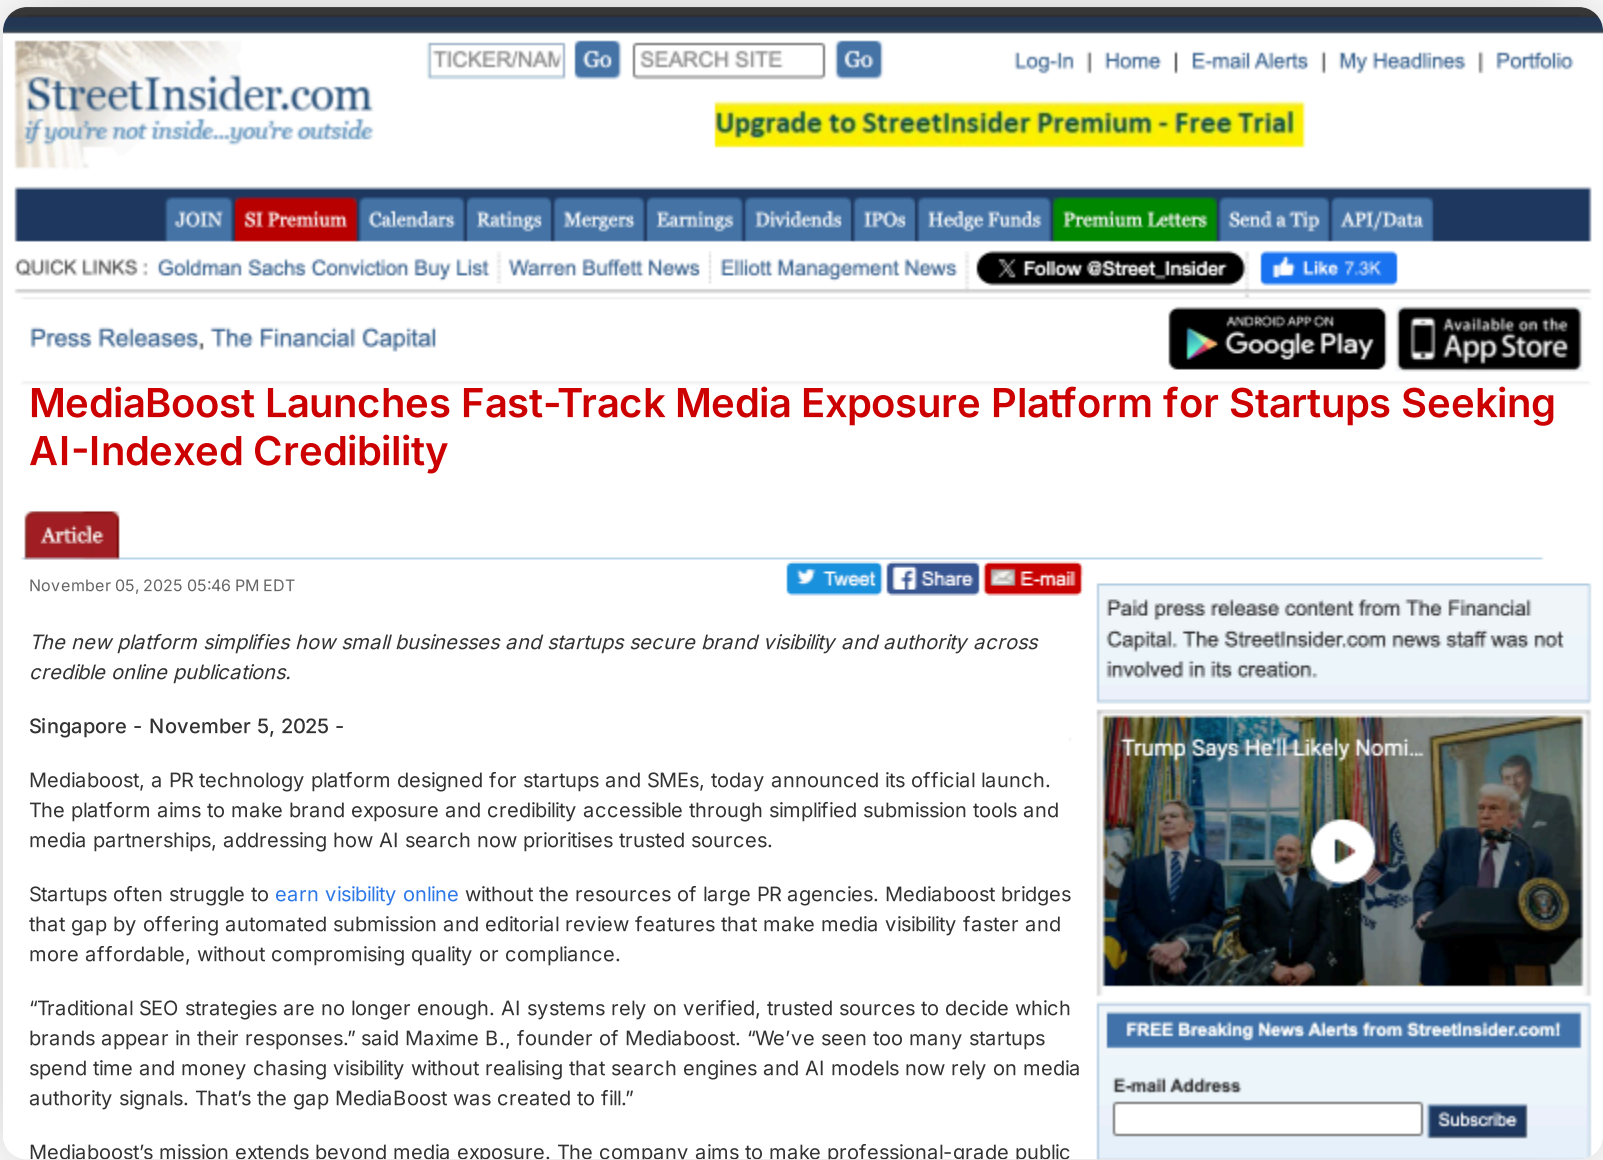 StreetInsider.com
if you're not inside...you're outside
TICKER/NAM Go SEARCH SITE Go
Log-In | Home | E-mail Alerts | My Headlines | Portfolio
Upgrade to StreetInsider Premium - Free Trial
JOIN SI Premium Calendars Ratings Mergers Earnings Dividends IPOs Hedge Funds Premium Letters Send a Tip API/Data
QUICK LINKS : Goldman Sachs Conviction Buy List Warren Buffett News Elliott Management News X Follow @Street_Insider Like 7.3K
Press Releases, The Financial Capital
ANDROID APP ON
Google Play
Available on the
App Store
MediaBoost Launches Fast-Track Media Exposure Platform for Startups Seeking
AI-Indexed Credibility
Article
November 05, 2025 05:46 PM EDT
Tweet Share E-mail
The new platform simplifies how small businesses and startups secure brand visibility and authority across
credible online publications.
Singapore - November 5, 2025 -
Mediaboost, a PR technology platform designed for startups and SMEs, today announced its official launch.
The platform aims to make brand exposure and credibility accessible through simplified submission tools and
media partnerships, addressing how AI search now prioritises trusted sources.
Startups often struggle to earn visibility online without the resources of large PR agencies. Mediaboost bridges
that gap by offering automated submission and editorial review features that make media visibility faster and
more affordable, without compromising quality or compliance.
“Traditional SEO strategies are no longer enough. AI systems rely on verified, trusted sources to decide which
brands appear in their responses.” said Maxime B., founder of Mediaboost. “We’ve seen too many startups
spend time and money chasing visibility without realising that search engines and AI models now rely on media
authority signals. That’s the gap MediaBoost was created to fill.”
Mediaboost’s mission extends beyond media exposure. The company aims to make professional-grade public
Paid press release content from The Financial
Capital. The StreetInsider.com news staff was not
involved in its creation.
Trump Says He'll Likely Nomi...
FREE Breaking News Alerts from StreetInsider.com!
E-mail Address
Subscribe